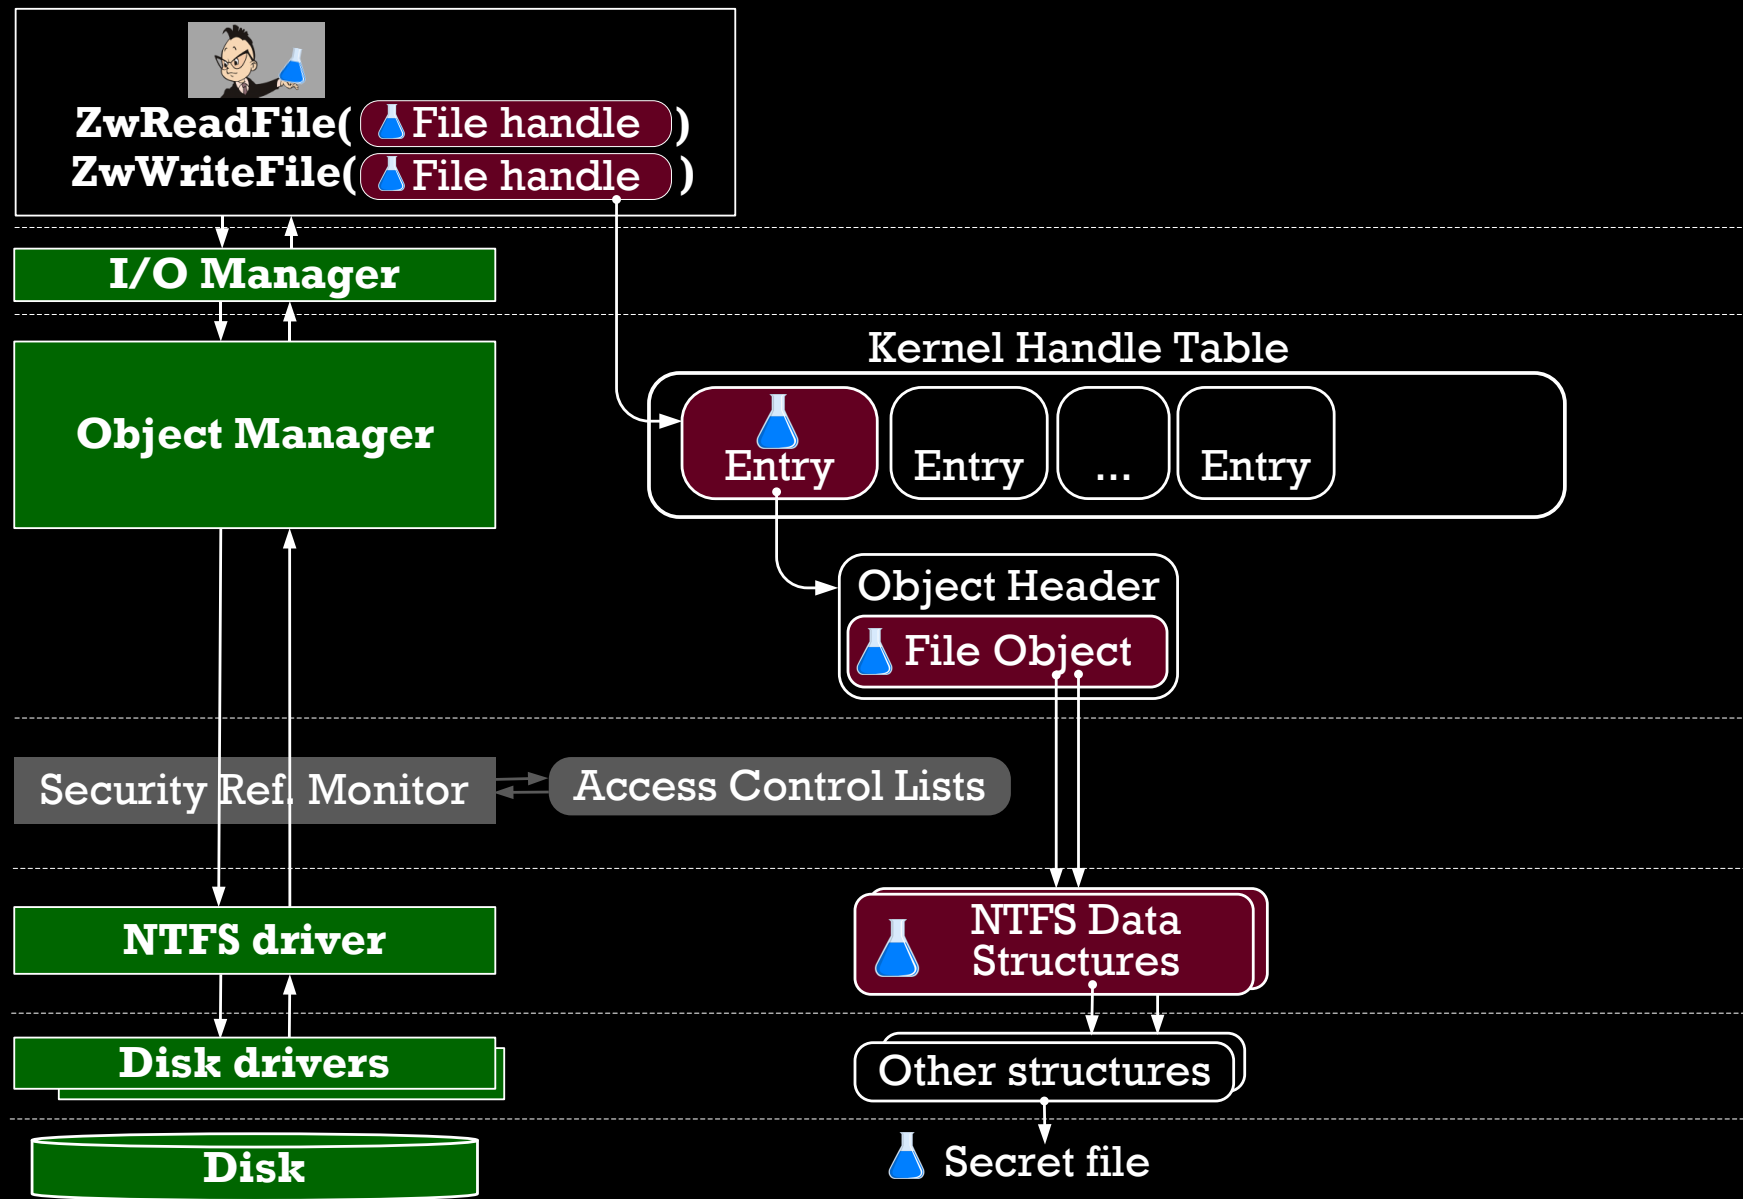 ZwReadFile( File handle )
ZwWriteFile( File handle )
I/O Manager
Kernel Handle Table
Object Manager
Entry Entry ... Entry
Object Header
File Object
Security Ref. Monitor
Access Control Lists
NTFS driver
NTFS Data
Structures
Disk drivers
Other structures
Disk
Secret file